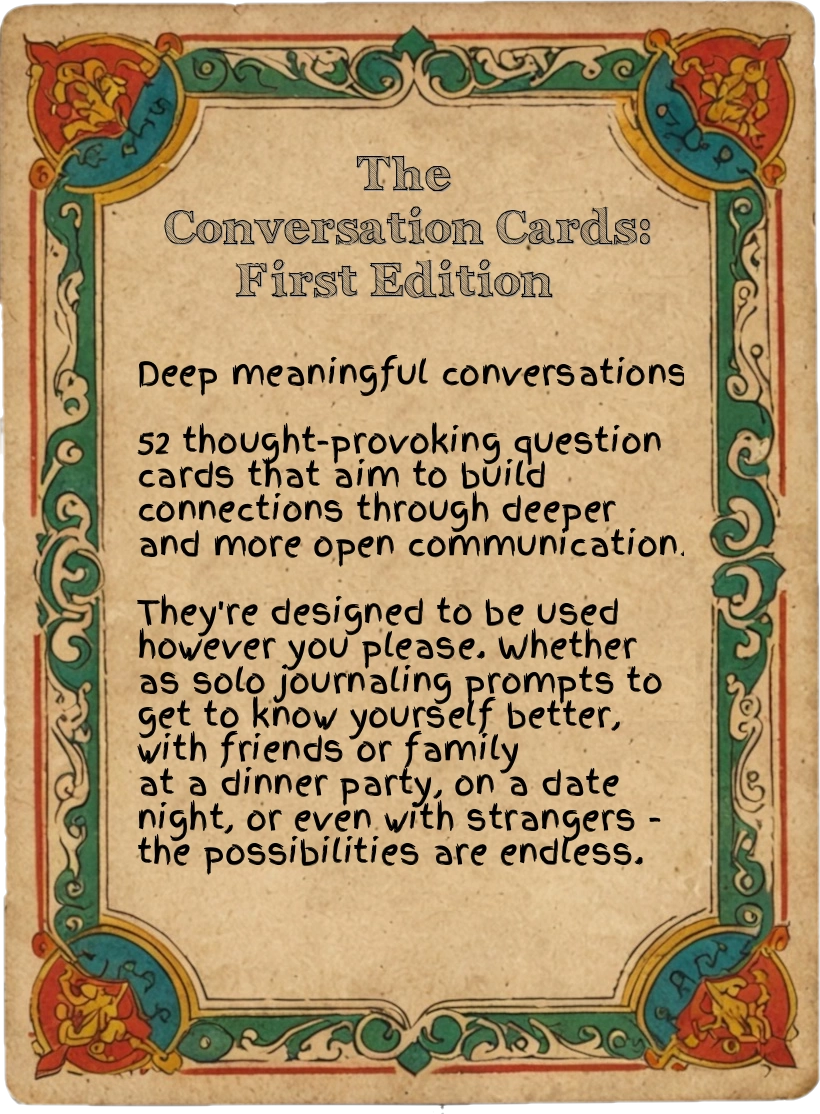 The
Conversation Cards:
First Edition
Deep meaningful conversations
52 thought-provoking question
cards that aim to build
connections through deeper
and more open communication.
They're designed to be used
however you please. Whether
as solo journaling prompts to
get to know yourself better,
with friends or family
at a dinner party, on a date
night, or even with strangers -
the possibilities are endless.